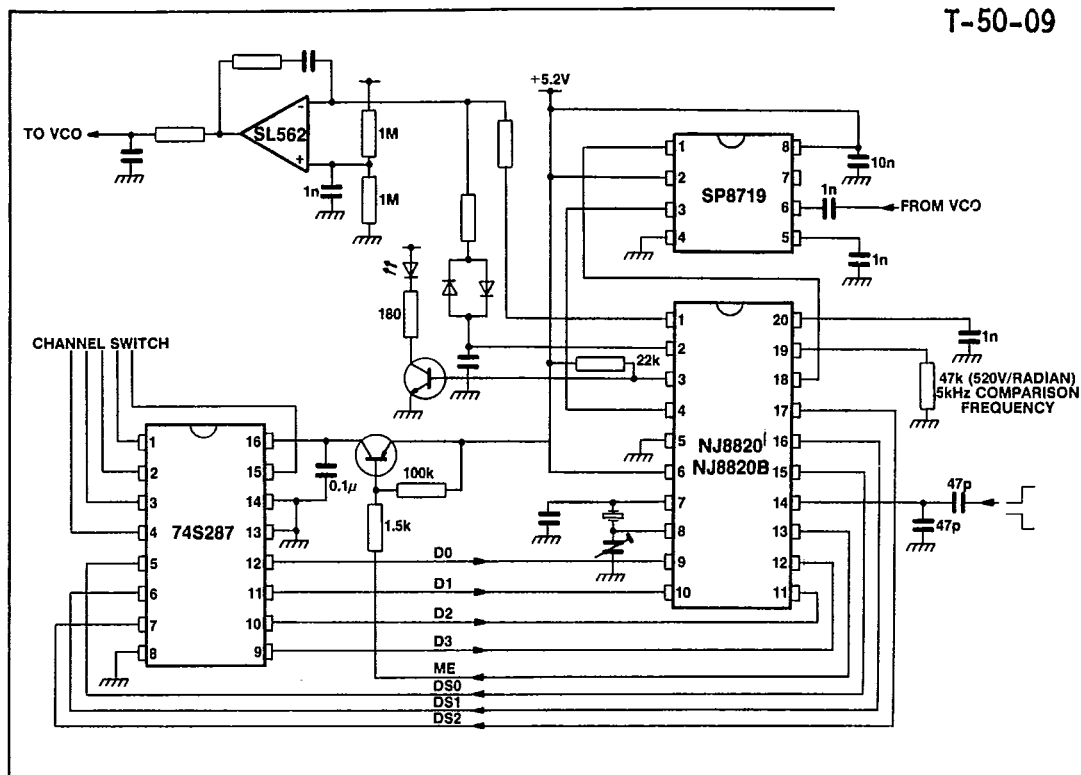 T-50-09
+5.2V
TO VCO
SL562
-
+
1M
1n
1M
1
2
3
4
SP8719
8
7
6
5
10n
1n
FROM VCO
1n
180
22k
1
2
3
4
5
6
7
8
9
10
NJ8820
NJ8820B
20
19
18
17
16
15
14
13
12
11
1n
47k (520V/RADIAN)
5kHz COMPARISON
FREQUENCY
47p
47p
CHANNEL SWITCH
1
2
3
4
5
6
7
8
74S287
16
15
14
13
12
11
10
9
0.1µ
100k
1.5k
D0
D1
D2
D3
ME
DS0
DS1
DS2